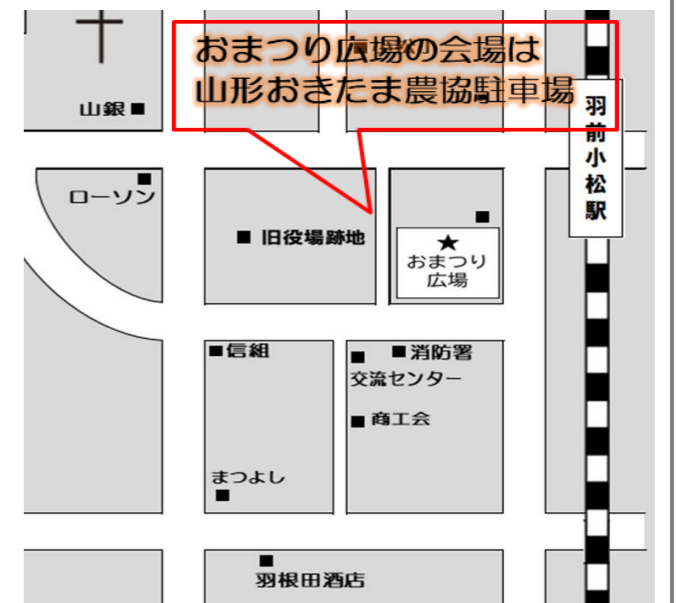 おまつり広場の会場は
山形おきたま農協駐車場
山銀■
羽前小松駅
■
ローソン
■ 旧役場跡地
■
★
おまつり
広場
■信組
■
■消防署
交流センター
■商工会
まつよし
■
■
羽根田酒店